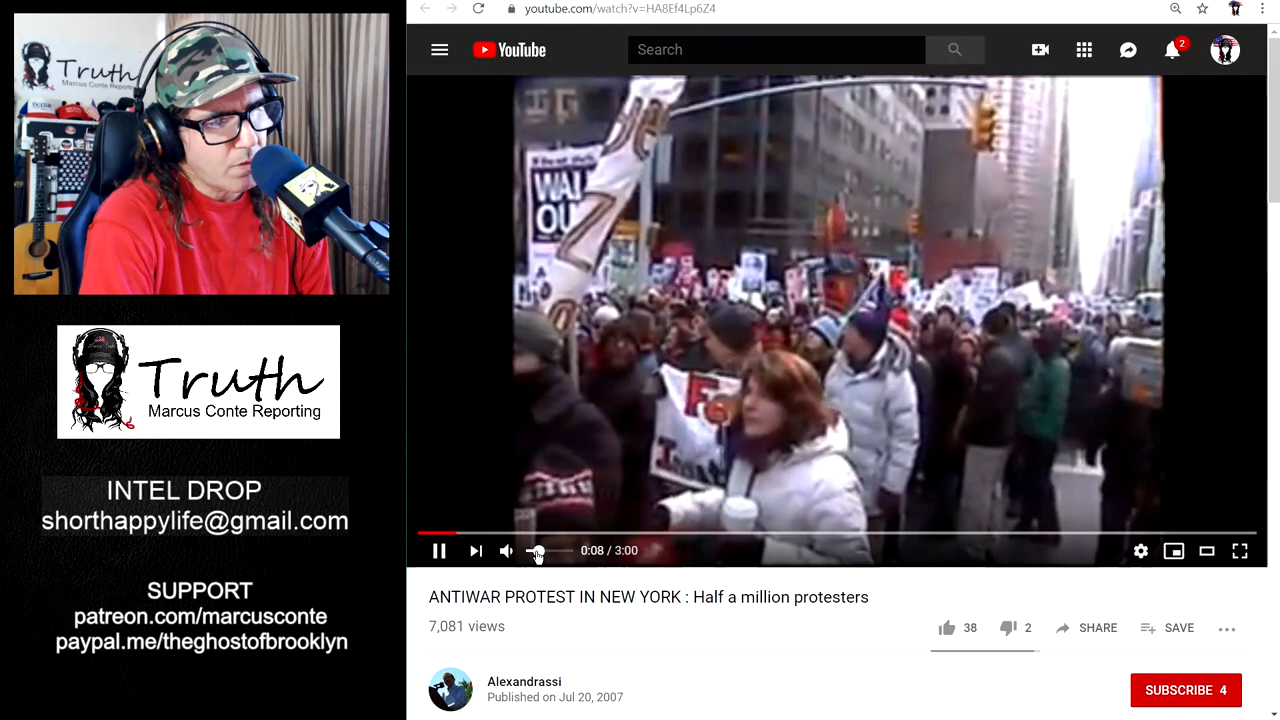 Truth
Marcus Conte Reporting
Truth
Marcus Conte Reporting
INTEL DROP
shorthappylife@gmail.com
SUPPORT
patreon.com/marcusconte
paypal.me/theghostofbrooklyn
youtube.com/watch?v=HA8Ef4Lp6Z4
YouTube
Search
2
WAL
OU
0:08 / 3:00
ANTIWAR PROTEST IN NEW YORK : Half a million protesters
7,081 views
38
2
SHARE
SAVE
Alexandrassi
Published on Jul 20, 2007
SUBSCRIBE 4